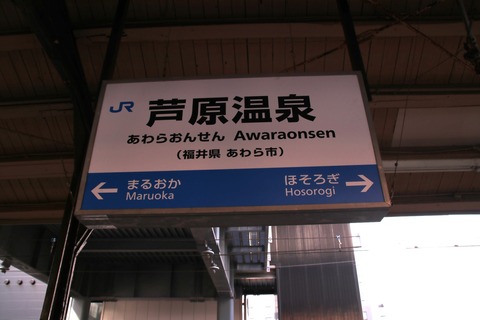 JR 芦原温泉
あわらおんせん Awaraonsen
(福井県 あわら市)
← まるおか ほそろぎ →
Maruoka Hosorogi